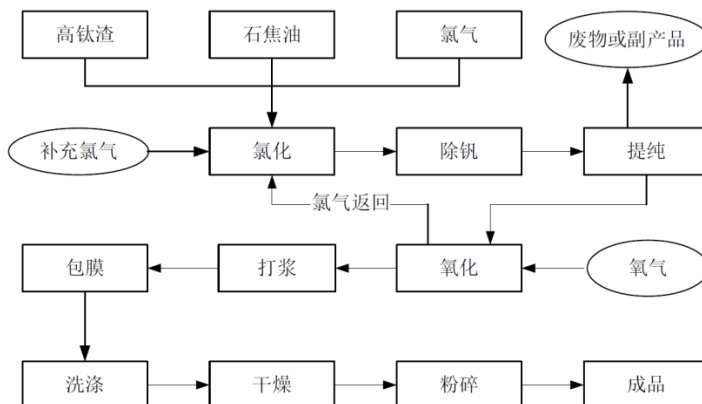 高钛渣
石焦油
氯气
废物或副产品
补充氯气
氯化
除钒
提纯
氯气返回
包膜
打浆
氧化
氧气
洗涤
干燥
粉碎
成品